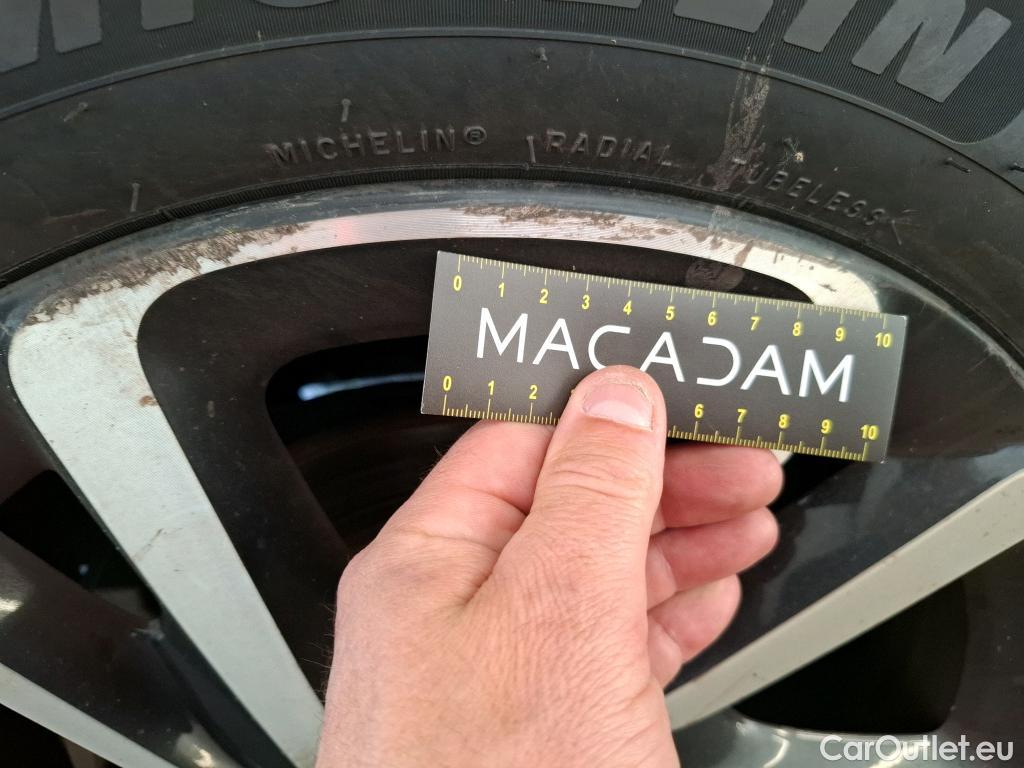 MICHELIN
MICHELIN® RADIAL TUBELESS
0 1 2 3 4 5 6 7 8 9 10
MACADAM
0 1 2 6 7 8 9 10
CarOutlet.eu